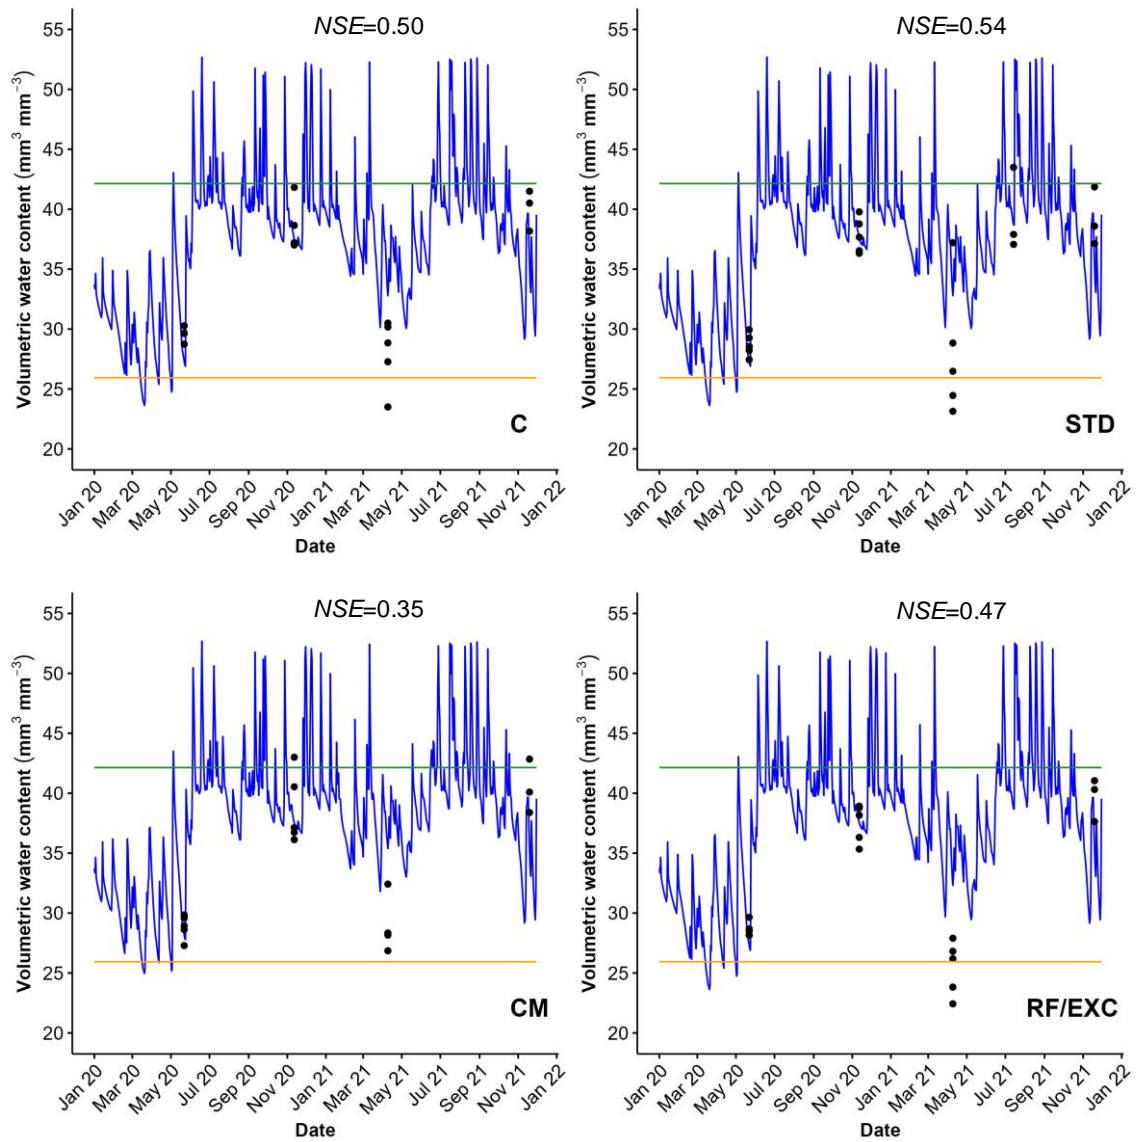 NSE=0.50
Volumetric water content (mm³ mm⁻³)
55
50
45
40
35
30
25
20
C
Jan 20 Mar 20 May 20 Jul 20 Sep 20 Nov 20 Jan 21 Mar 21 May 21 Jul 21 Sep 21 Nov 21 Jan 22
Date
NSE=0.54
Volumetric water content (mm³ mm⁻³)
55
50
45
40
35
30
25
20
STD
Jan 20 Mar 20 May 20 Jul 20 Sep 20 Nov 20 Jan 21 Mar 21 May 21 Jul 21 Sep 21 Nov 21 Jan 22
Date
NSE=0.35
Volumetric water content (mm³ mm⁻³)
55
50
45
40
35
30
25
20
CM
Jan 20 Mar 20 May 20 Jul 20 Sep 20 Nov 20 Jan 21 Mar 21 May 21 Jul 21 Sep 21 Nov 21 Jan 22
Date
NSE=0.47
Volumetric water content (mm³ mm⁻³)
55
50
45
40
35
30
25
20
RF/EXC
Jan 20 Mar 20 May 20 Jul 20 Sep 20 Nov 20 Jan 21 Mar 21 May 21 Jul 21 Sep 21 Nov 21 Jan 22
Date